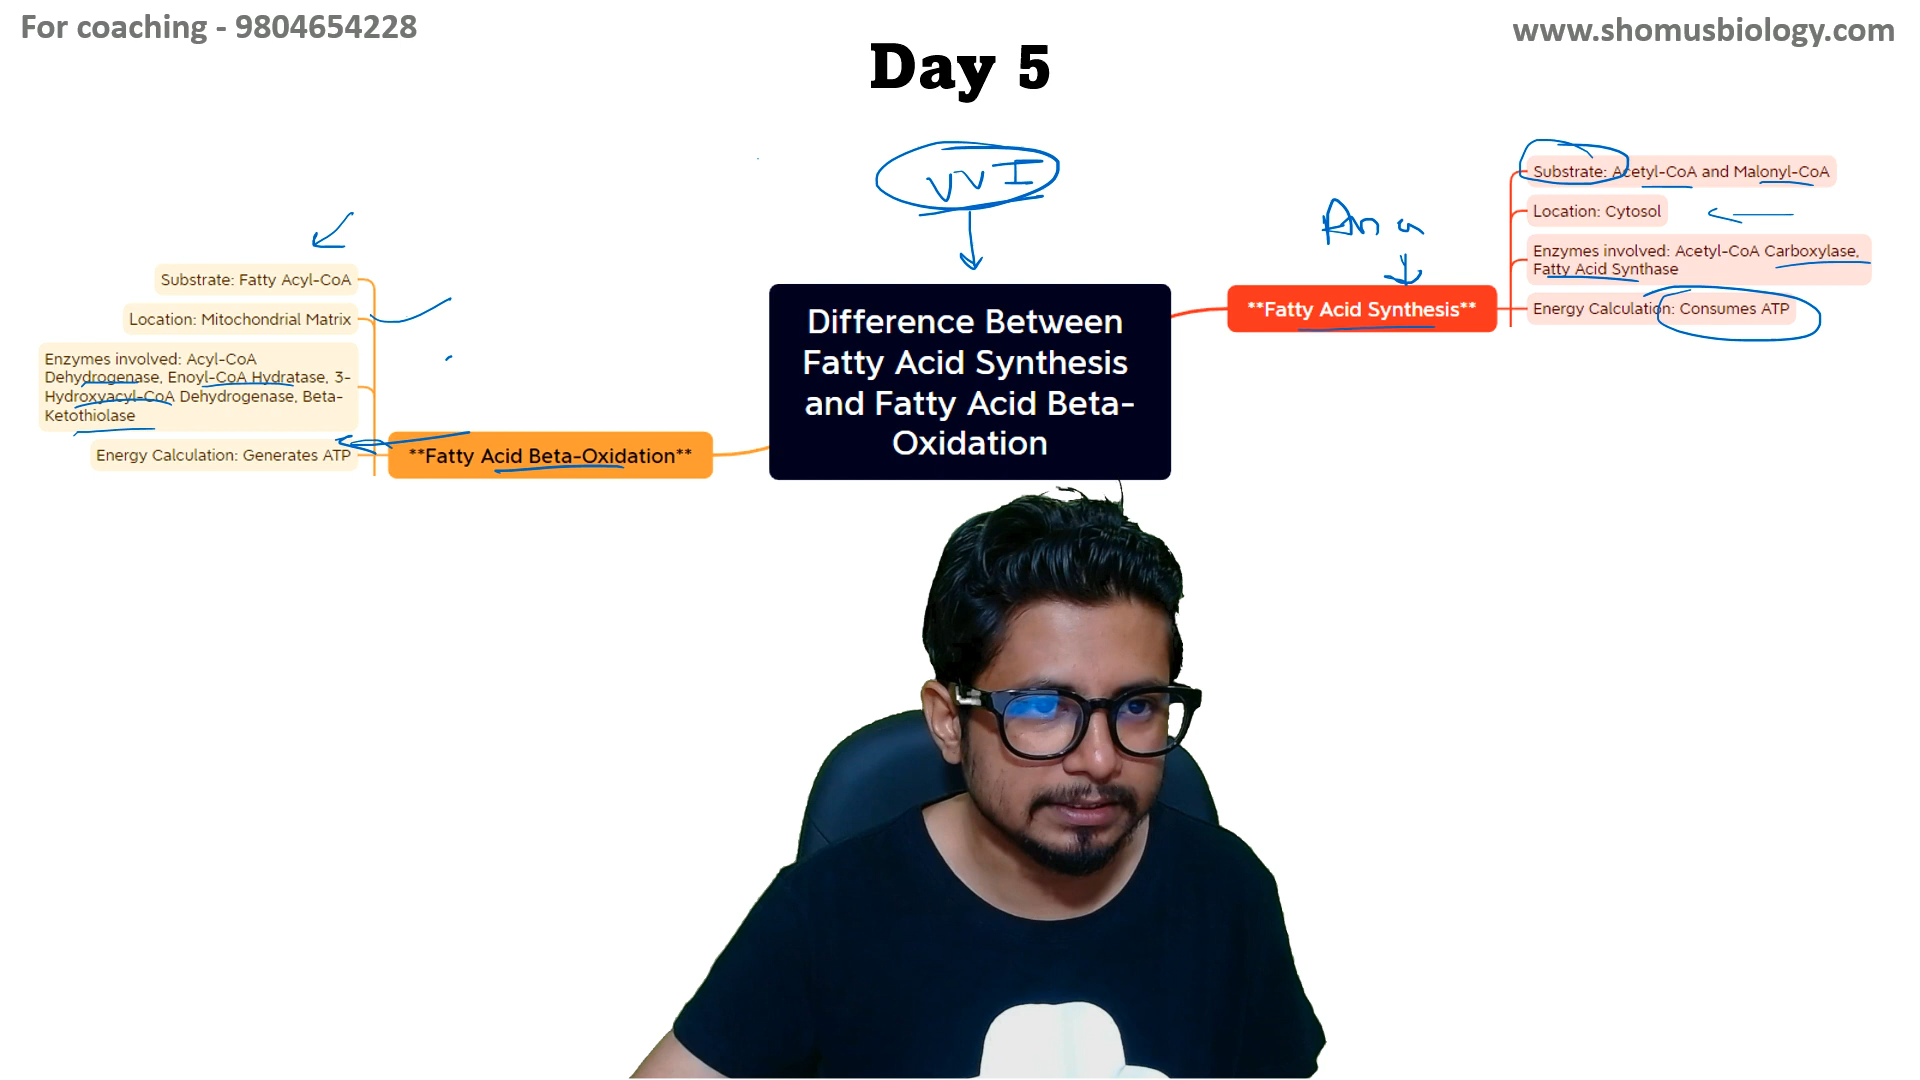 For coaching - 9804654228
www.shomusbiology.com
Day 5
VVI
Difference Between
Fatty Acid Synthesis
and Fatty Acid Beta-
Oxidation
Ana
**Fatty Acid Synthesis**
Substrate: Acetyl-CoA and Malonyl-CoA
Location: Cytosol
Enzymes involved: Acetyl-CoA Carboxylase,
Fatty Acid Synthase
Energy Calculation: Consumes ATP
**Fatty Acid Beta-Oxidation**
Substrate: Fatty Acyl-CoA
Location: Mitochondrial Matrix
Enzymes involved: Acyl-CoA
Dehydrogenase, Enoyl-CoA Hydratase, 3-
Hydroxyacyl-CoA Dehydrogenase, Beta-
Ketothiolase
Energy Calculation: Generates ATP